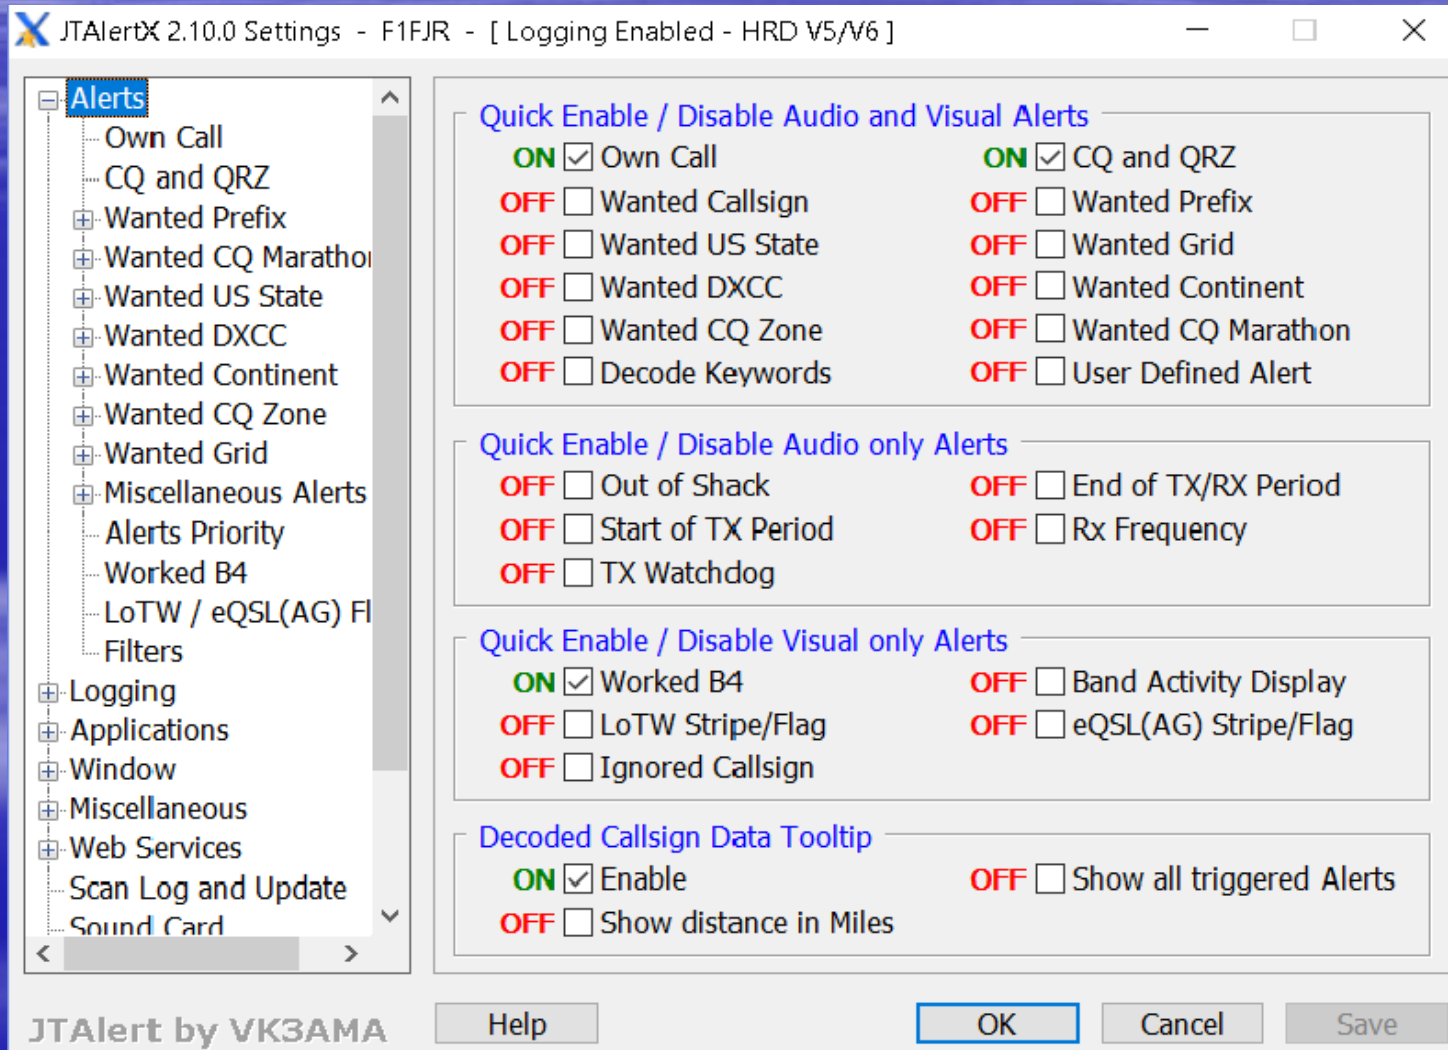 JTAlertX 2.10.0 Settings - F1FJR - [ Logging Enabled - HRD V5/V6 ]
Alerts
Own Call
CQ and QRZ
Wanted Prefix
Wanted CQ Maratho
Wanted US State
Wanted DXCC
Wanted Continent
Wanted CQ Zone
Wanted Grid
Miscellaneous Alerts
Alerts Priority
Worked B4
LoTW / eQSL(AG) Fl
Filters
Logging
Applications
Window
Miscellaneous
Web Services
Scan Log and Update
Sound Card
Quick Enable / Disable Audio and Visual Alerts
ON Own Call ON CQ and QRZ
OFF Wanted Callsign OFF Wanted Prefix
OFF Wanted US State OFF Wanted Grid
OFF Wanted DXCC OFF Wanted Continent
OFF Wanted CQ Zone OFF Wanted CQ Marathon
OFF Decode Keywords OFF User Defined Alert
Quick Enable / Disable Audio only Alerts
OFF Out of Shack OFF End of TX/RX Period
OFF Start of TX Period OFF Rx Frequency
OFF TX Watchdog
Quick Enable / Disable Visual only Alerts
ON Worked B4 OFF Band Activity Display
OFF LoTW Stripe/Flag OFF eQSL(AG) Stripe/Flag
OFF Ignored Callsign
Decoded Callsign Data Tooltip
ON Enable OFF Show all triggered Alerts
OFF Show distance in Miles
JTAlert by VK3AMA Help OK Cancel Save